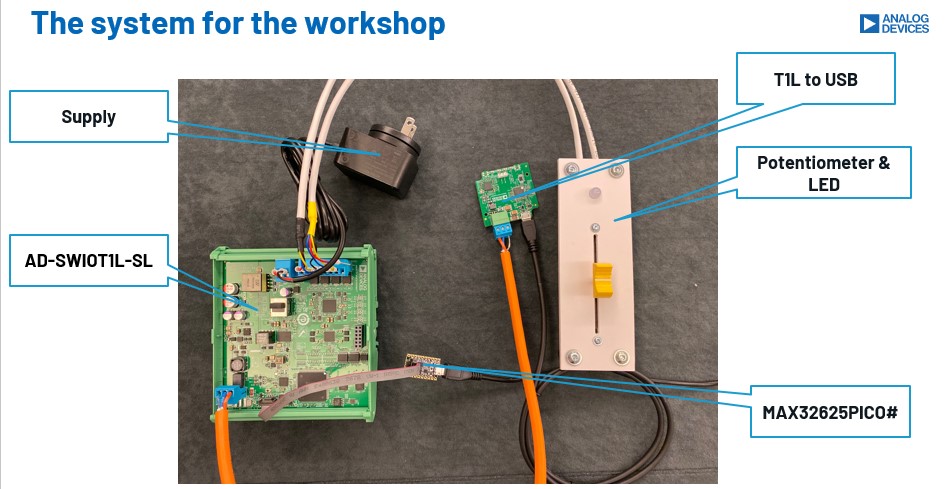 The system for the workshop
ANALOG
DEVICES
T1L to USB
Supply
Potentiometer &
LED
AD-SWIOT1L-SL
MAX32625PICO#